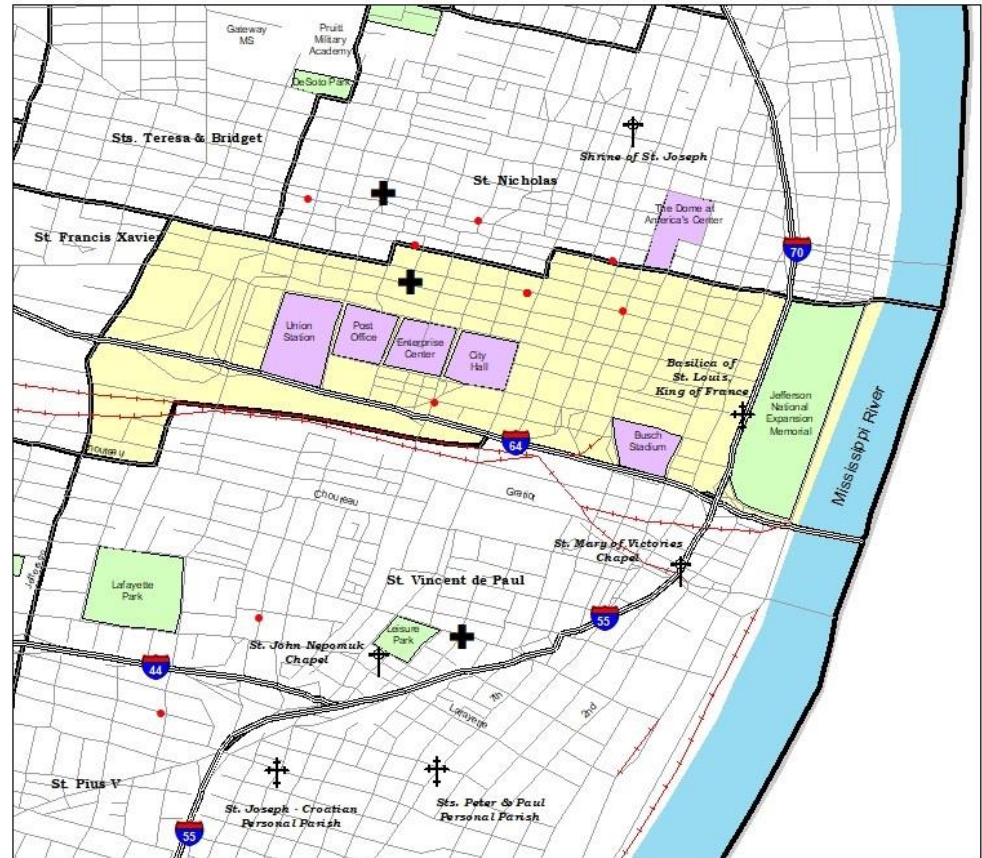 Gateway
MS
Pruitt
Military
Academy
DeSoto Park
Sts. Teresa & Bridget
Shrine of St. Joseph
St. Nicholas
The Dome at
America's Center
St. Francis Xavier
70
Union
Station
Post
Office
Enterprise
Center
City
Hall
Basilica of
St. Louis,
King of France
Jefferson
National
Expansion
Memorial
Mississippi River
Busch
Stadium
64
Chouteau
Gratiot
St. Mary of Victories
Chapel
Lafayette
Park
St. Vincent de Paul
55
Leisure
Park
St. John Nepomuk
Chapel
44
7th
Lafayette
2nd
St. Pius V
St. Joseph - Croatian
Personal Parish
Sts. Peter & Paul
Personal Parish
55